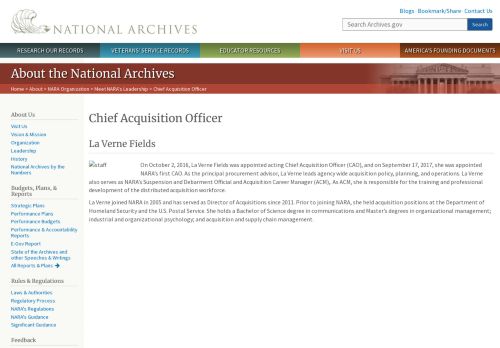 Blogs · Bookmark/Share · Contact Us
NATIONAL ARCHIVES
Search Archives.gov
Search
RESEARCH OUR RECORDS
VETERANS' SERVICE RECORDS
EDUCATOR RESOURCES
VISIT US
AMERICA'S FOUNDING DOCUMENTS
About the National Archives
Home > About > NARA Organization > Meet NARA's Leadership > Chief Acquisition Officer
About Us
Visit Us
Vision & Mission
Organization
Leadership
History
National Archives by the
Numbers
Budgets, Plans, &
Reports
Strategic Plans
Performance Plans
Performance Budgets
Performance & Accountability
Reports
E-Gov Report
State of the Archives and
other Speeches & Writings
All Reports & Plans →
Rules & Regulations
Laws & Authorities
Regulatory Process
NARA's Regulations
NARA's Guidance
Significant Guidance
Feedback
Chief Acquisition Officer
La Verne Fields
staff
On October 2, 2016, La Verne Fields was appointed acting Chief Acquisition Officer (CAO), and on September 17, 2017, she was appointed
NARA's first CAO. As the principal procurement advisor, La Verne leads agency wide acquisition policy, planning, and operations. La Verne
also serves as NARA's Suspension and Debarment Official and Acquisition Career Manager (ACM),. As ACM, she is responsible for the training and professional
development of the distributed acquisition workforce.
La Verne joined NARA in 2005 and has served as Director of Acquisitions since 2011. Prior to joining NARA, she held acquisition positions at the Department of
Homeland Security and the U.S. Postal Service. She holds a Bachelor of Science degree in communications and Master's degrees in organizational management;
industrial and organizational psychology; and acquisition and supply chain management.